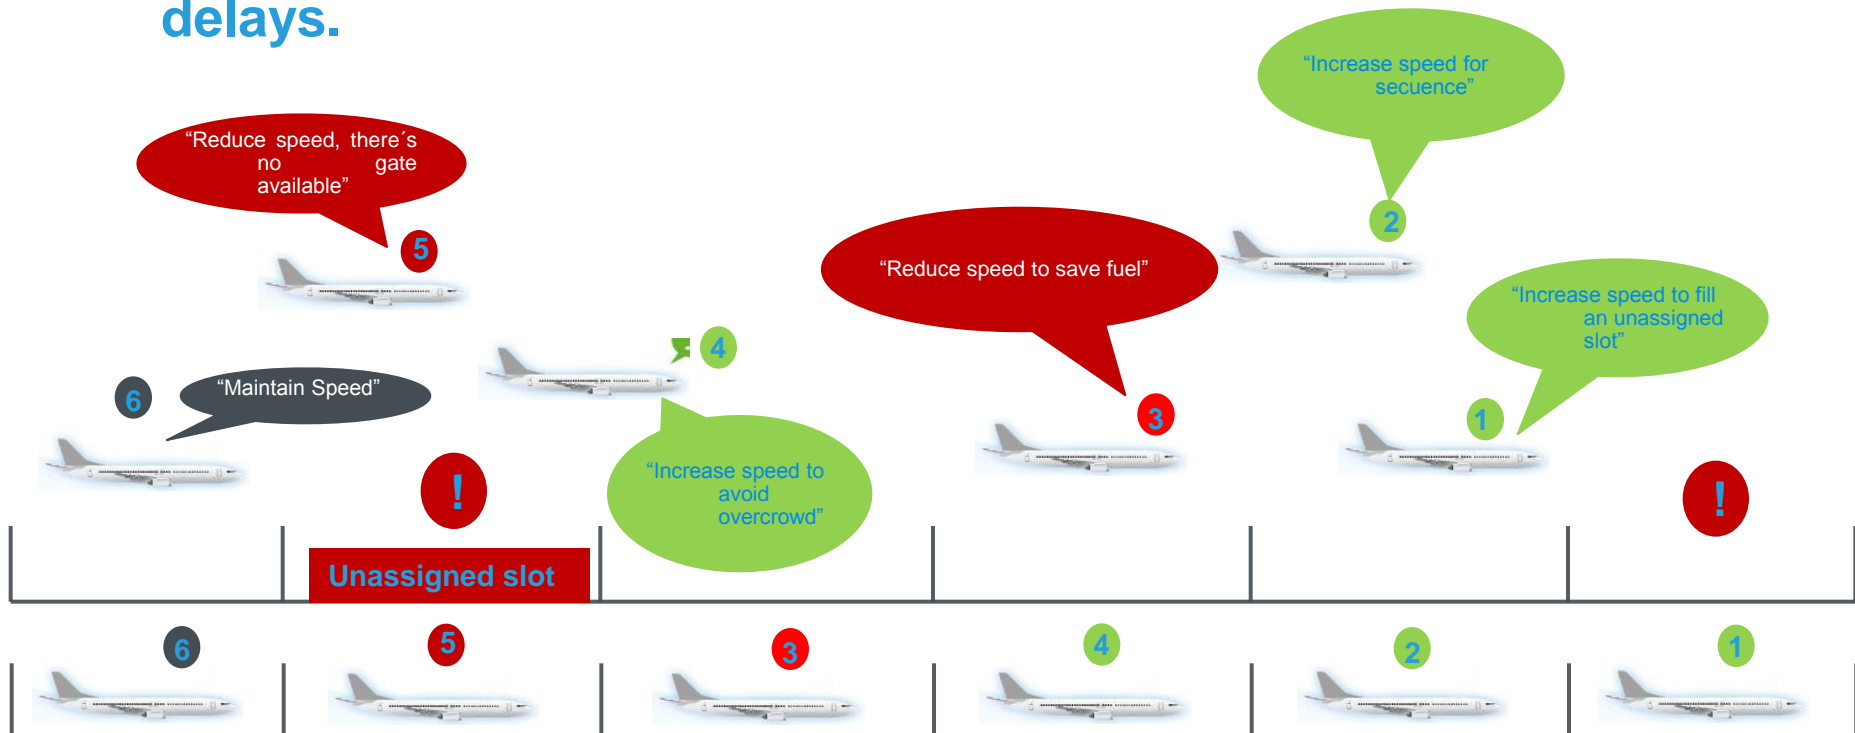 delays.
“Increase speed for
secuence”
“Reduce speed, there´s
no gate
available”
2
5
“Reduce speed to save fuel”
“Increase speed to fill
an unassigned
slot”
4
“Maintain Speed”
6
3
1
“Increase speed to
avoid
overcrowd”
!
!
Unassigned slot
6
5
3
4
2
1